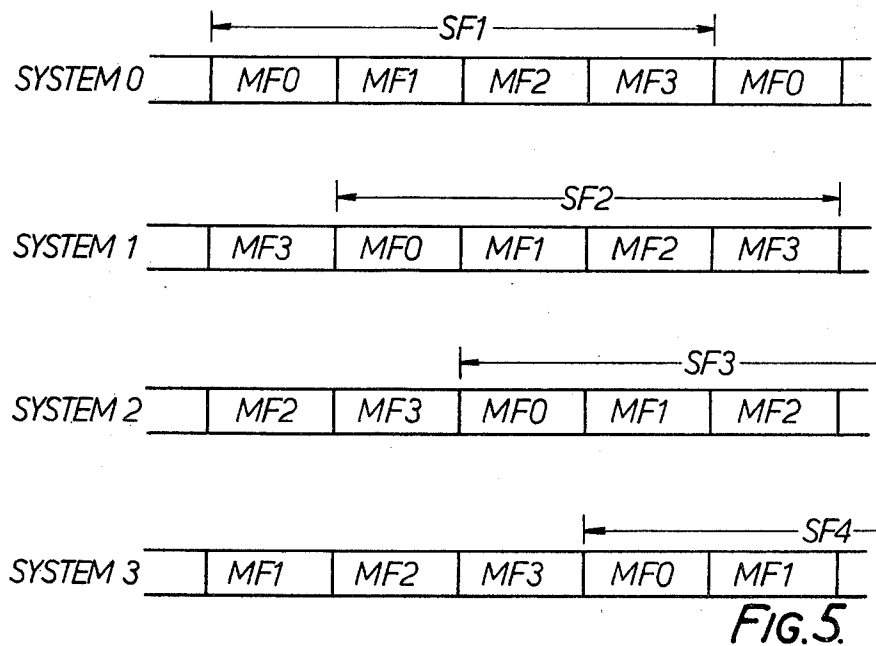 SF1
SYSTEM 0 MF0 MF1 MF2 MF3 MF0
SF2
SYSTEM 1 MF3 MF0 MF1 MF2 MF3
SF3
SYSTEM 2 MF2 MF3 MF0 MF1 MF2
SF4
SYSTEM 3 MF1 MF2 MF3 MF0 MF1
FIG.5.